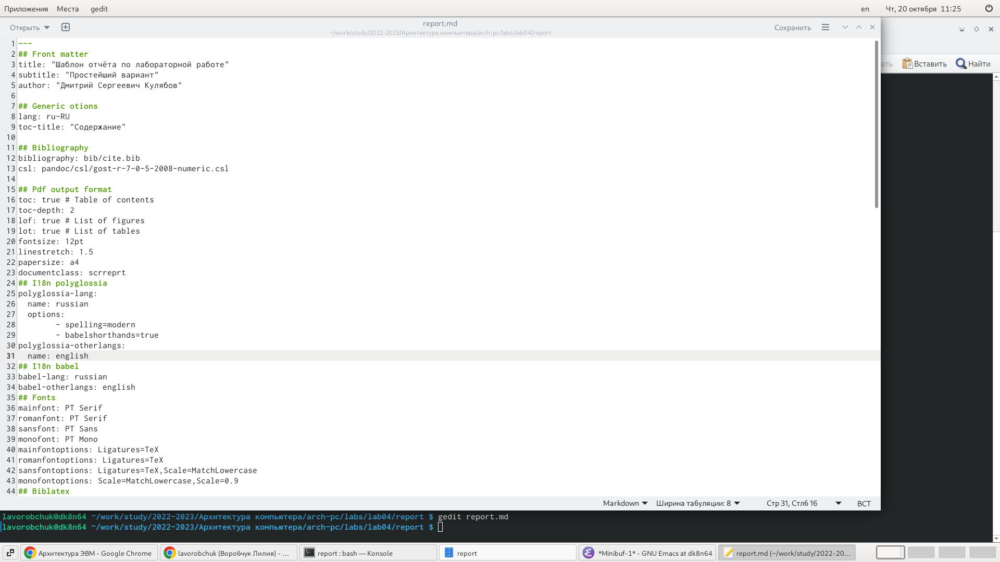 Приложения Места gedit en Чт, 20 октября 11:25
Открыть report.md Сохранить
~/work/study/2022-2023/Архитектура компьютера/arch-pc/labs/lab04/report
ать Вставить Найти
1 ---
2 ## Front matter
3 title: "Шаблон отчёта по лабораторной работе"
4 subtitle: "Простейший вариант"
5 author: "Дмитрий Сергеевич Кулябов"
6
7 ## Generic otions
8 lang: ru-RU
9 toc-title: "Содержание"
10
11 ## Bibliography
12 bibliography: bib/cite.bib
13 csl: pandoc/csl/gost-r-7-0-5-2008-numeric.csl
14
15 ## Pdf output format
16 toc: true # Table of contents
17 toc-depth: 2
18 lof: true # List of figures
19 lot: true # List of tables
20 fontsize: 12pt
21 linestretch: 1.5
22 papersize: a4
23 documentclass: scrreprt
24 ## I18n polyglossia
25 polyglossia-lang:
26   name: russian
27   options:
28         - spelling=modern
29         - babelshorthands=true
30 polyglossia-otherlangs:
31   name: english
32 ## I18n babel
33 babel-lang: russian
34 babel-otherlangs: english
35 ## Fonts
36 mainfont: PT Serif
37 romanfont: PT Serif
38 sansfont: PT Sans
39 monofont: PT Mono
40 mainfontoptions: Ligatures=TeX
41 romanfontoptions: Ligatures=TeX
42 sansfontoptions: Ligatures=TeX,Scale=MatchLowercase
43 monofontoptions: Scale=MatchLowercase,Scale=0.9
44 ## Biblatex
Markdown Ширина табуляции: 8 Стр 31, Стлб 16 ВСТ
lavorobchuk@dk8n64 ~/work/study/2022-2023/Архитектура компьютера/arch-pc/labs/lab04/report $ gedit report.md
lavorobchuk@dk8n64 ~/work/study/2022-2023/Архитектура компьютера/arch-pc/labs/lab04/report $
Архитектура ЭВМ - Google Chrome lavorobchuk (Воробчук Лилия) - ... report : bash — Konsole report *Minibuf-1* - GNU Emacs at dk8n64 report.md (~/work/study/2022-20...